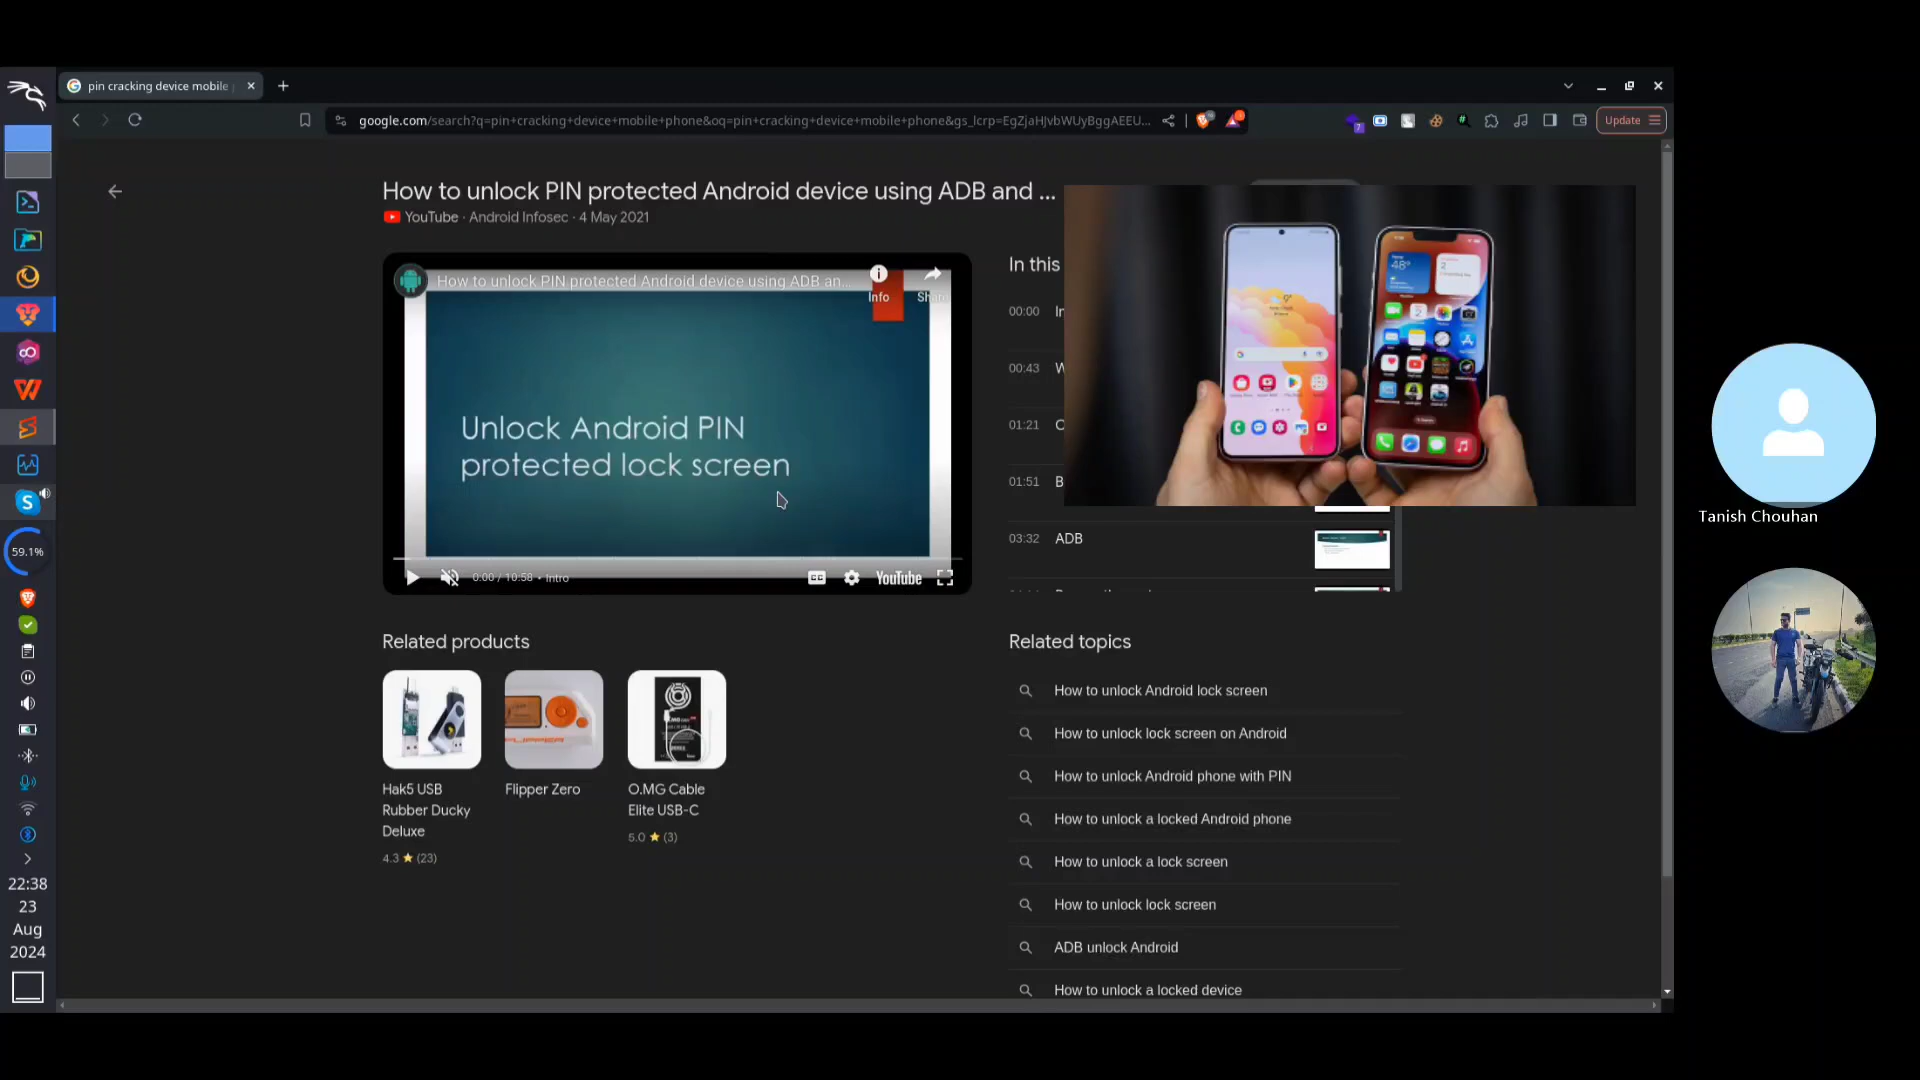 pin cracking device mobile
google.com/search?q=pin+cracking+device+mobile+phone&oq=pin+cracking+device+mobile+phone&gs_lcrp=EgZjaHJvbWUyBggAEEU...
Update
7
How to unlock PIN protected Android device using ADB and ...
YouTube · Android Infosec · 4 May 2021
How to unlock PIN protected Android device using ADB an...
Info
Unlock Android PIN
protected lock screen
0:00 / 10:58 • Intro
CC
YouTube
In this
00:00
00:43
01:21
01:51
03:32 ADB
Related products
Hak5 USB
Rubber Ducky
Deluxe
4.3 ★ (23)
Flipper Zero
O.MG Cable
Elite USB-C
5.0 ★ (3)
Related topics
How to unlock Android lock screen
How to unlock lock screen on Android
How to unlock Android phone with PIN
How to unlock a locked Android phone
How to unlock a lock screen
How to unlock lock screen
ADB unlock Android
How to unlock a locked device
Tanish Chouhan
59.1%
22:38
23
Aug
2024